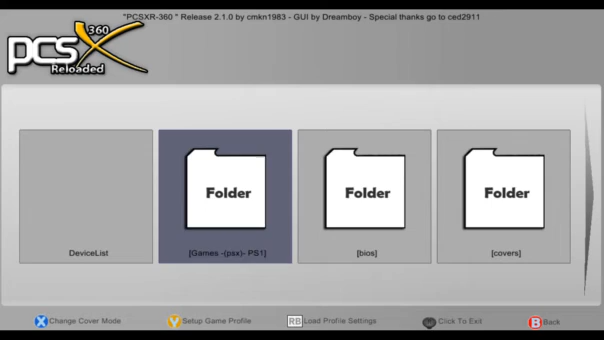 "PCSXR-360 " Release 2.1.0 by cmkn1983 - GUI by Dreamboy - Special thanks go to ced2911
360
pcsx
Reloaded
Folder
Folder
Folder
DeviceList
[Games -(psx)- PS1]
[bios]
[covers]
X Change Cover Mode
Y Setup Game Profile
RB Load Profile Settings
Click To Exit
B Back